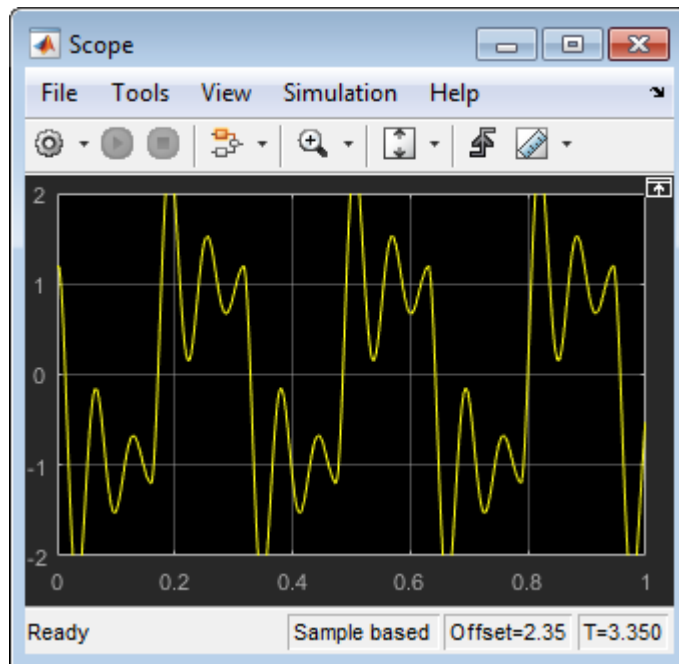 Scope
File Tools View Simulation Help
2
1
0
-1
-2
0 0.2 0.4 0.6 0.8 1
Ready Sample based Offset=2.35 T=3.350